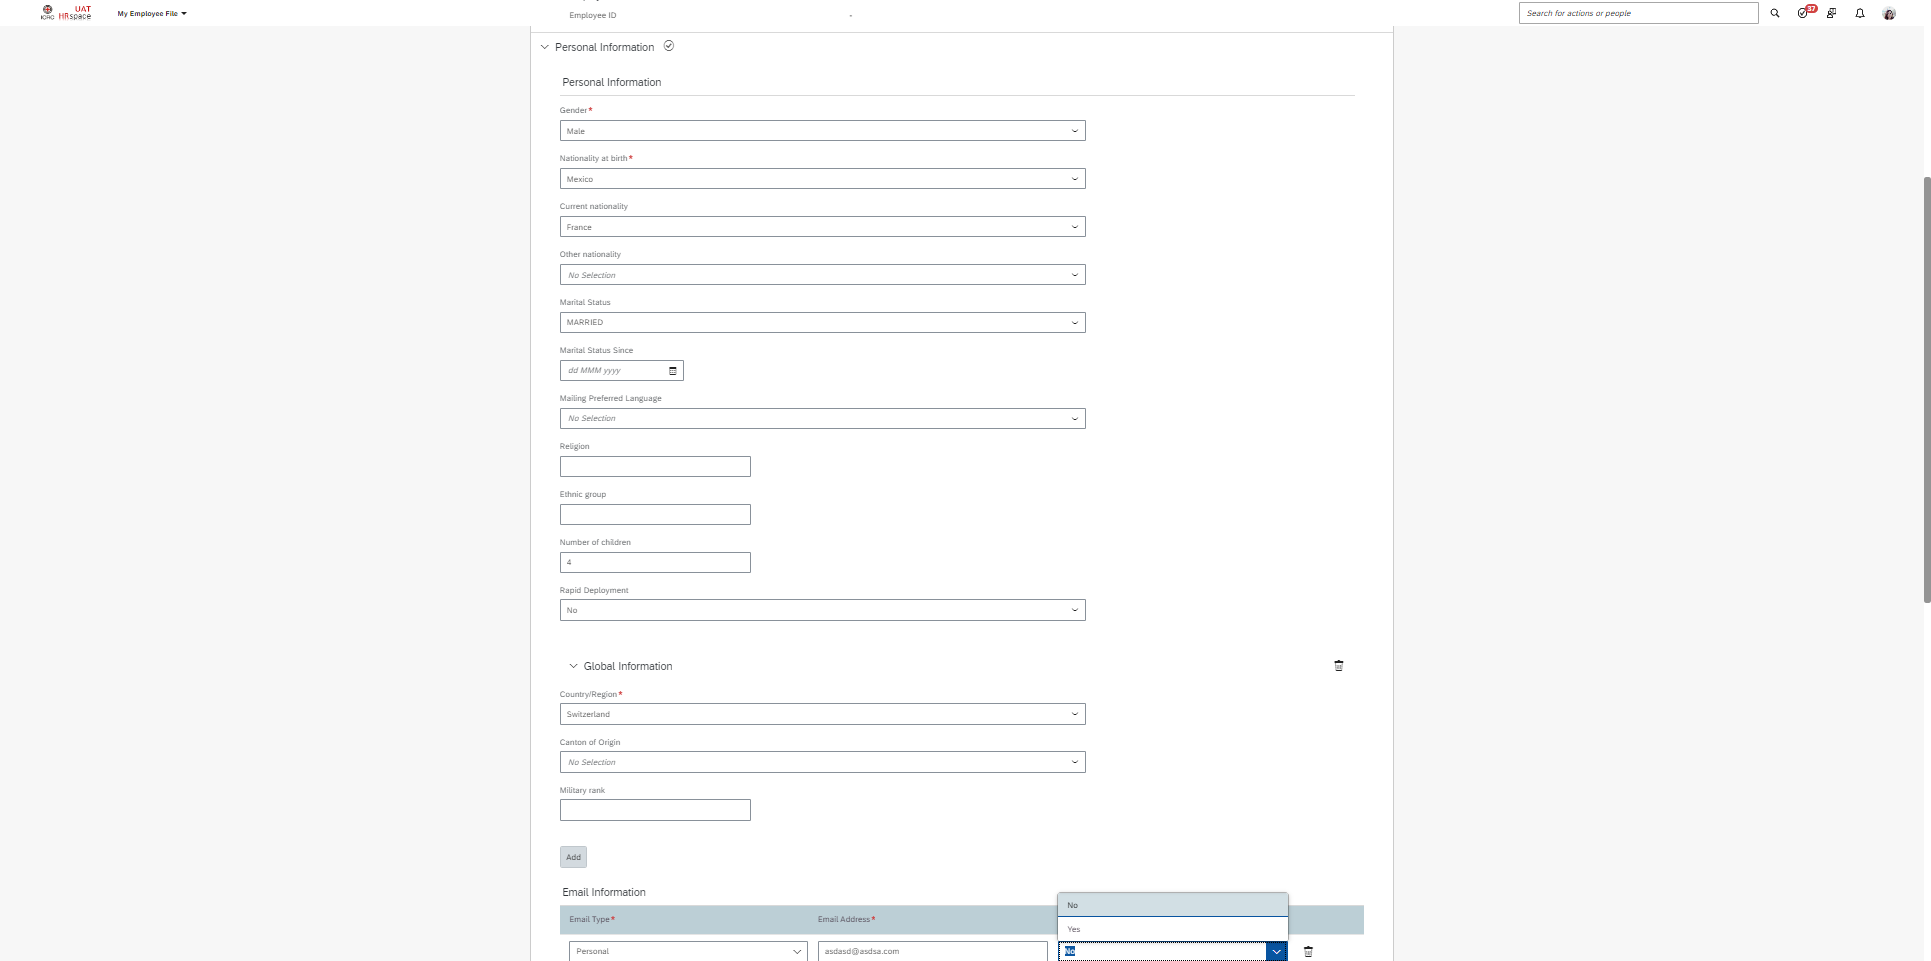 ICRC UAT HRspace My Employee File Search for actions or people 37
Employee ID -
Personal Information
Personal Information
Gender*
Male
Nationality at birth*
Mexico
Current nationality
France
Other nationality
No Selection
Marital Status
MARRIED
Marital Status Since
dd MMM yyyy
Mailing Preferred Language
No Selection
Religion
Ethnic group
Number of children
4
Rapid Deployment
No
Global Information
Country/Region*
Switzerland
Canton of Origin
No Selection
Military rank
Add
Email Information
No
Email Type* Email Address*
Yes
Personal asdasd@asdsa.com No